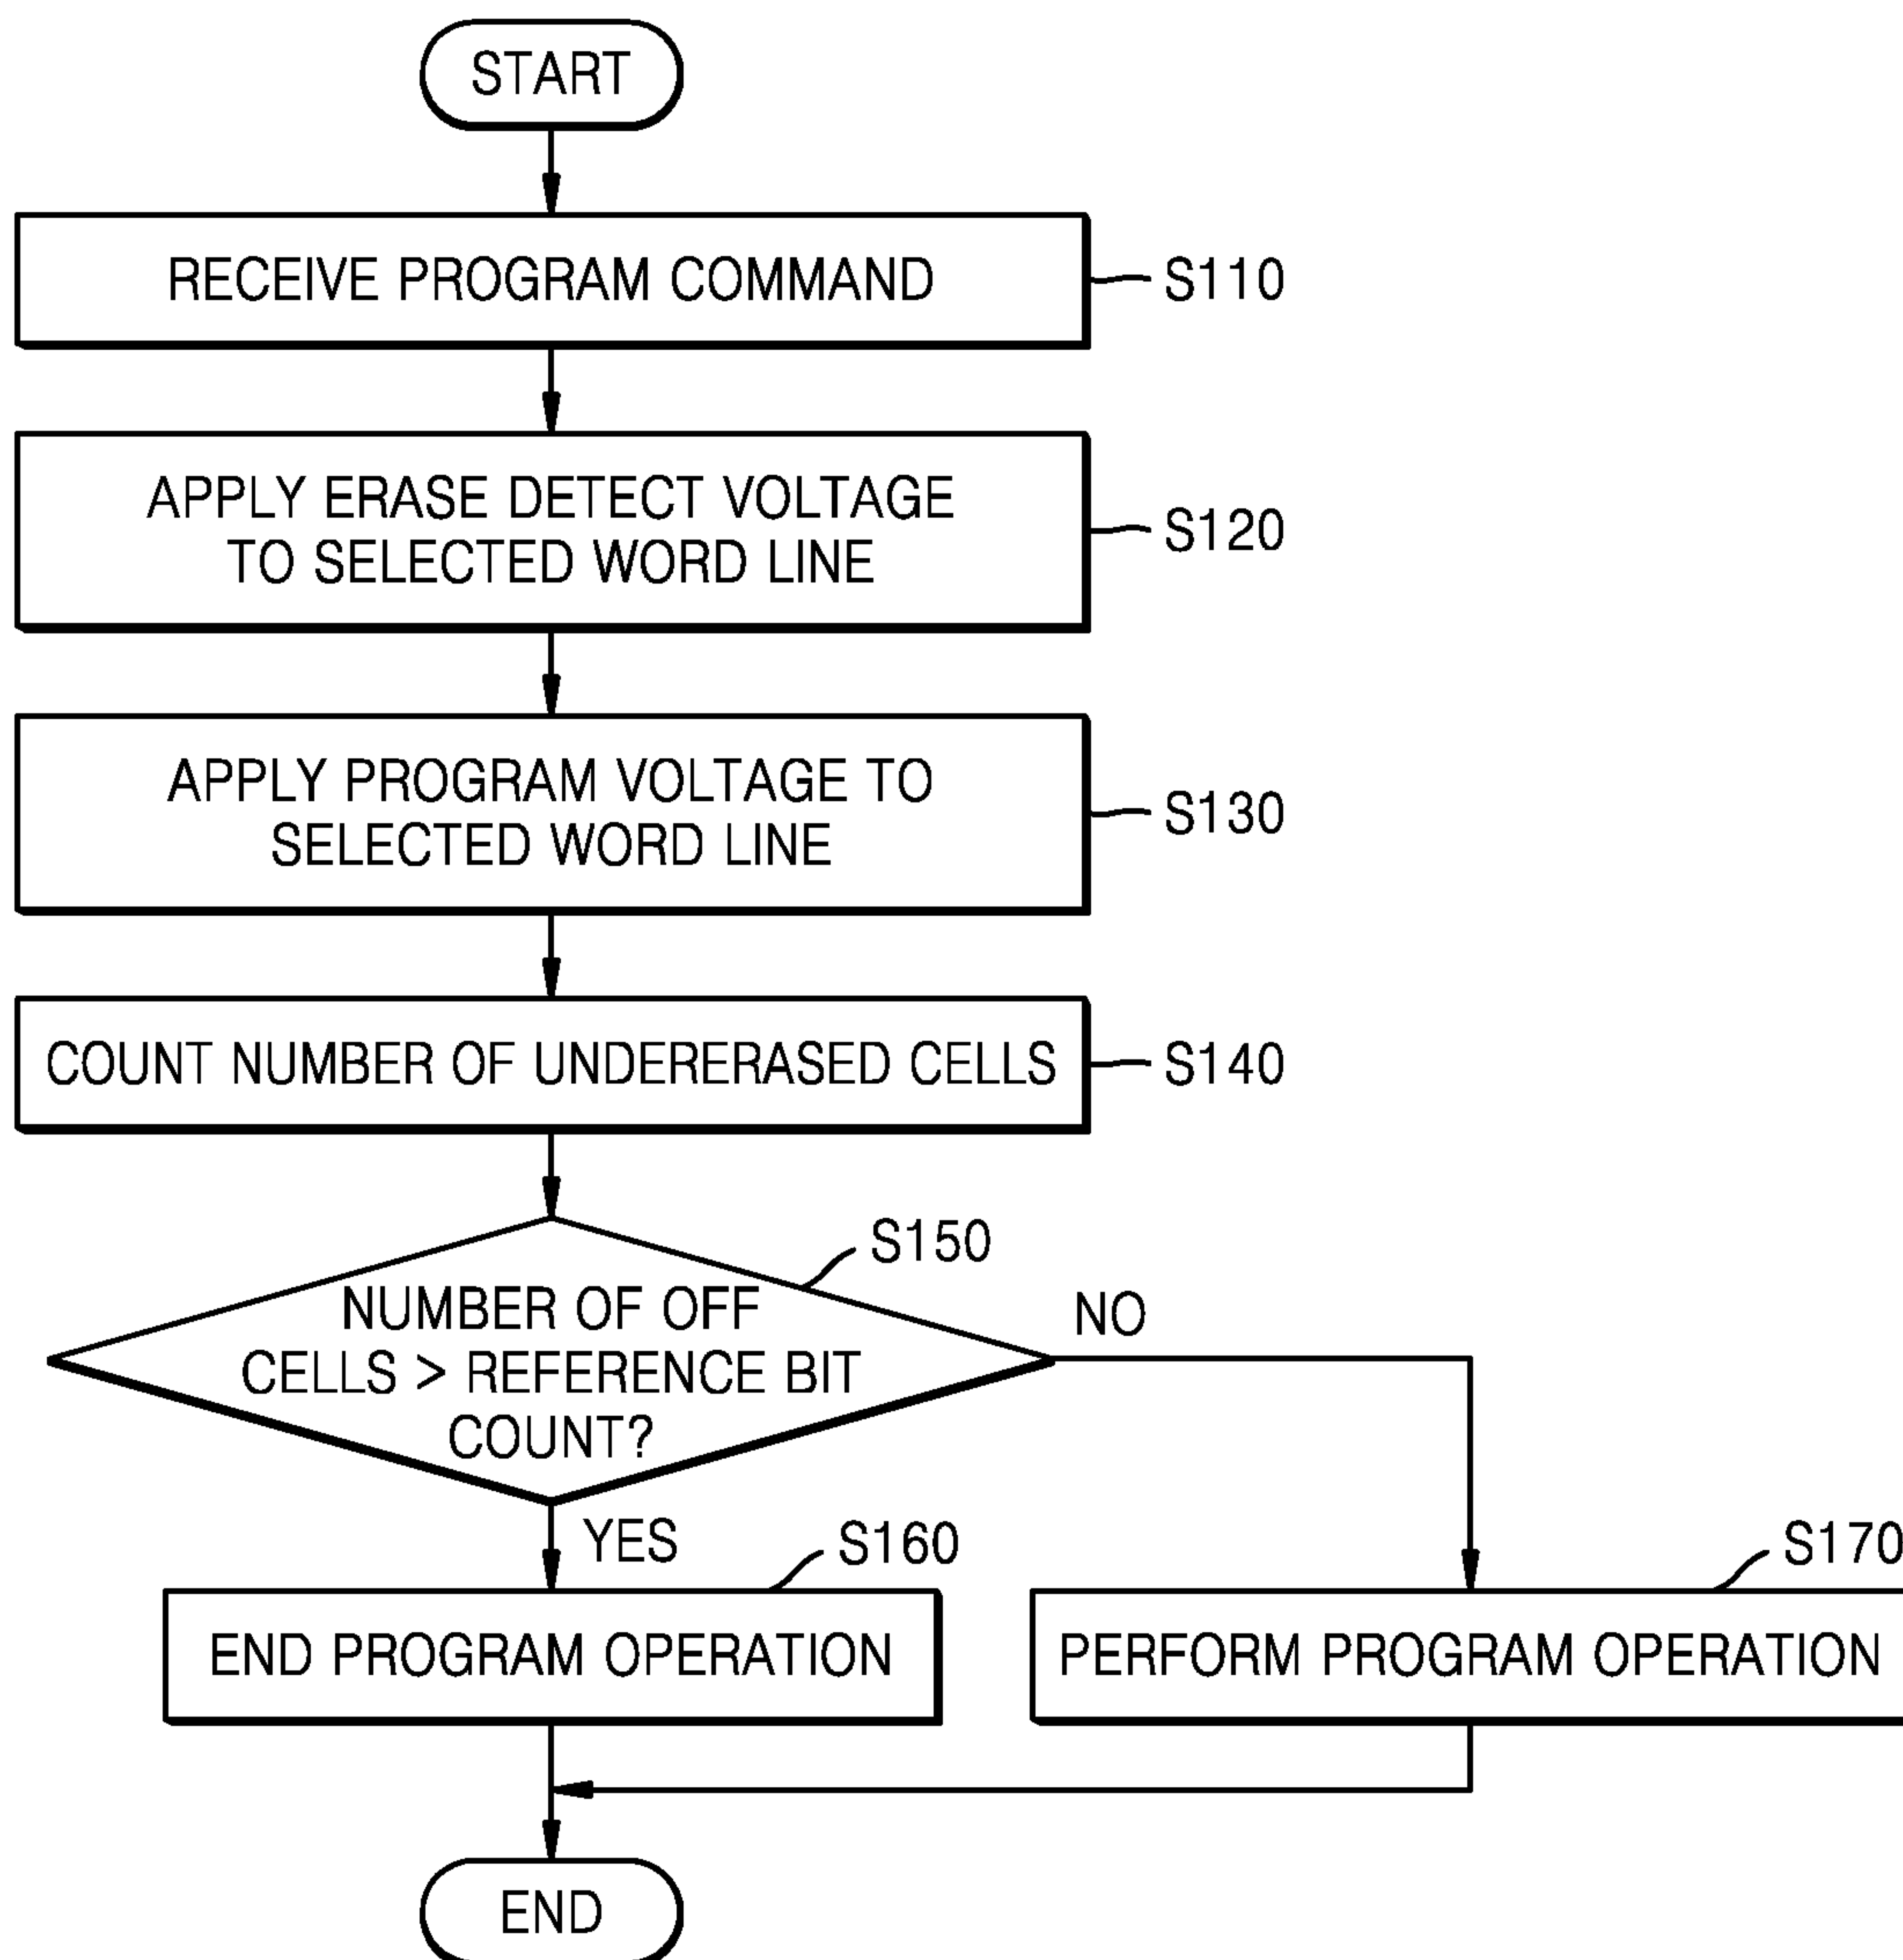 START
RECEIVE PROGRAM COMMAND
S110
APPLY ERASE DETECT VOLTAGE
TO SELECTED WORD LINE
S120
APPLY PROGRAM VOLTAGE TO
SELECTED WORD LINE
S130
COUNT NUMBER OF UNDERERASED CELLS
S140
S150
NUMBER OF OFF
CELLS > REFERENCE BIT
COUNT?
NO
YES
S160
END PROGRAM OPERATION
S170
PERFORM PROGRAM OPERATION
END